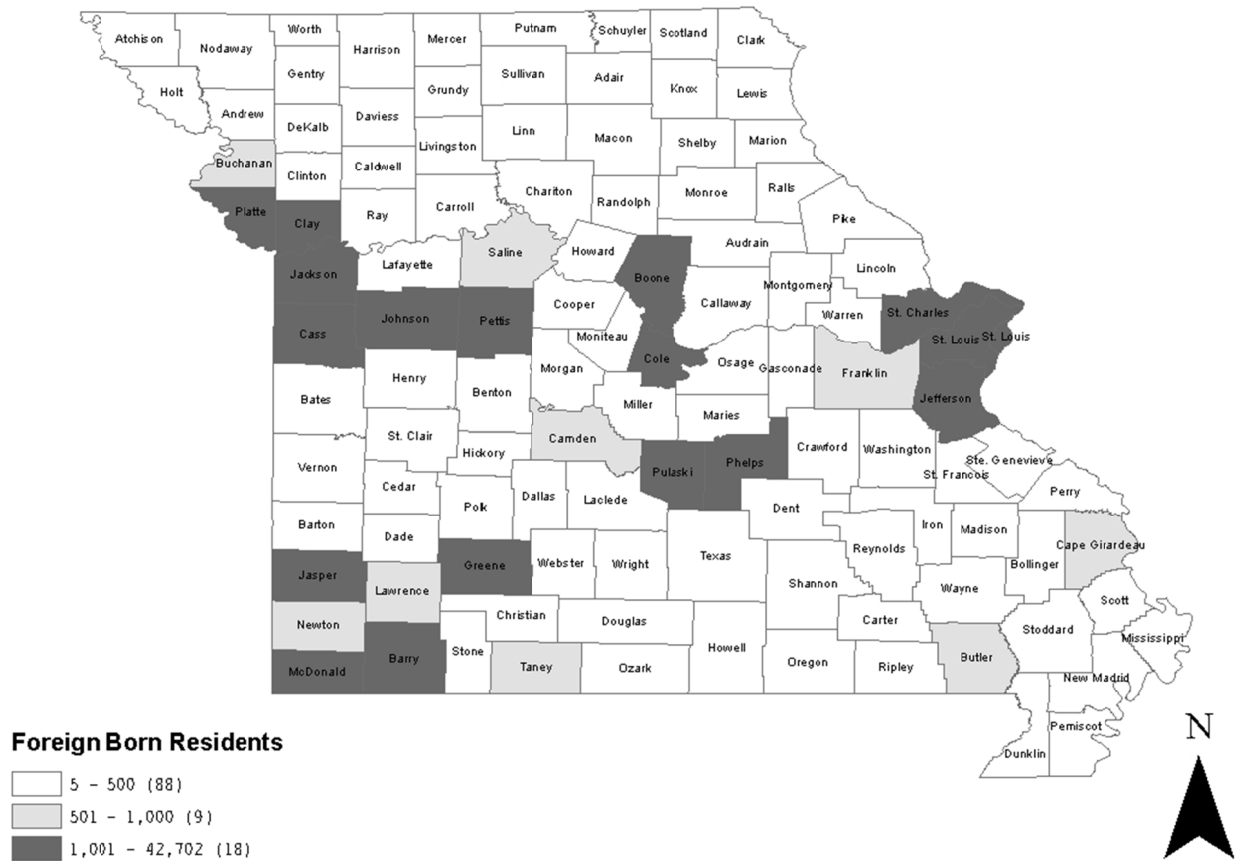 Worth
Putnam
Schuyler
Scotland
Atchison
Nodaway
Harrison
Mercer
Clark
Gentry
Sullivan
Adair
Holt
Grundy
Knox
Lewis
Andrew
DeKalb
Daviess
Linn
Macon
Shelby
Marion
Livingston
Buchanan
Clinton
Caldwell
Chariton
Randolph
Monroe
Ralls
Platte
Clay
Ray
Carroll
Pike
Saline
Howard
Audrain
Jackson
Lafayette
Boone
Lincoln
Cooper
Callaway
Montgomery
Warren
St. Charles
Cass
Johnson
Pettis
Moniteau
St. Louis
St. Louis
Cole
Osage
Gasconade
Franklin
Morgan
Henry
Benton
Bates
Miller
Maries
Jefferson
St. Clair
Camden
Crawford
Washington
Hickory
Ste. Genevieve
Vernon
Pulaski
Phelps
St. Francois
Cedar
Polk
Dallas
Laclede
Perry
Dent
Barton
Dade
Iron
Madison
Cape Girardeau
Texas
Reynolds
Jasper
Greene
Webster
Wright
Bollinger
Lawrence
Shannon
Wayne
Scott
Newton
Christian
Douglas
Carter
Stoddard
Mississippi
Barry
Stone
Howell
McDonald
Taney
Ozark
Oregon
Ripley
Butler
New Madrid
Pemiscot
Dunklin
N
Foreign Born Residents
5 - 500 (88)
501 - 1,000 (9)
1,001 - 42,702 (18)